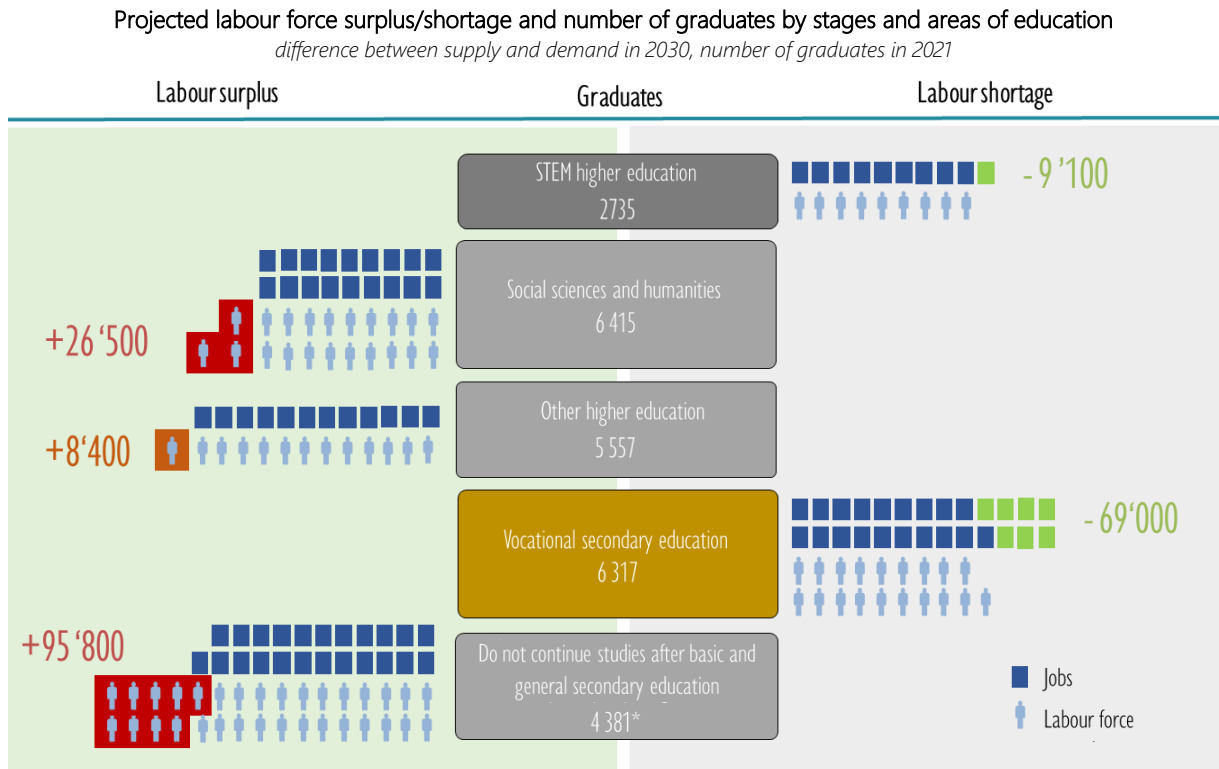 Projected labour force surplus/shortage and number of graduates by stages and areas of education
difference between supply and demand in 2030, number of graduates in 2021
Labour surplus
Graduates
Labour shortage
STEM higher education
2735
- 9 '100
Social sciences and humanities
6 415
+26 ‘500
Other higher education
5 557
+8‘400
Vocational secondary education
6 317
- 69‘000
+95 ‘800
Do not continue studies after basic and
general secondary education
4 381*
Jobs
Labour force